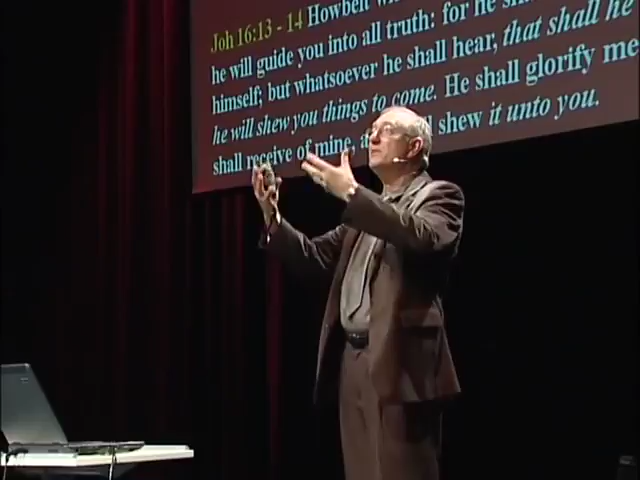 Joh 16:13 - 14 Howbeit
he will guide you into all truth: for he
himself; but whatsoever he shall hear, that shall he
he will shew you things to come. He shall glorify me
shall receive of mine, shew it unto you.